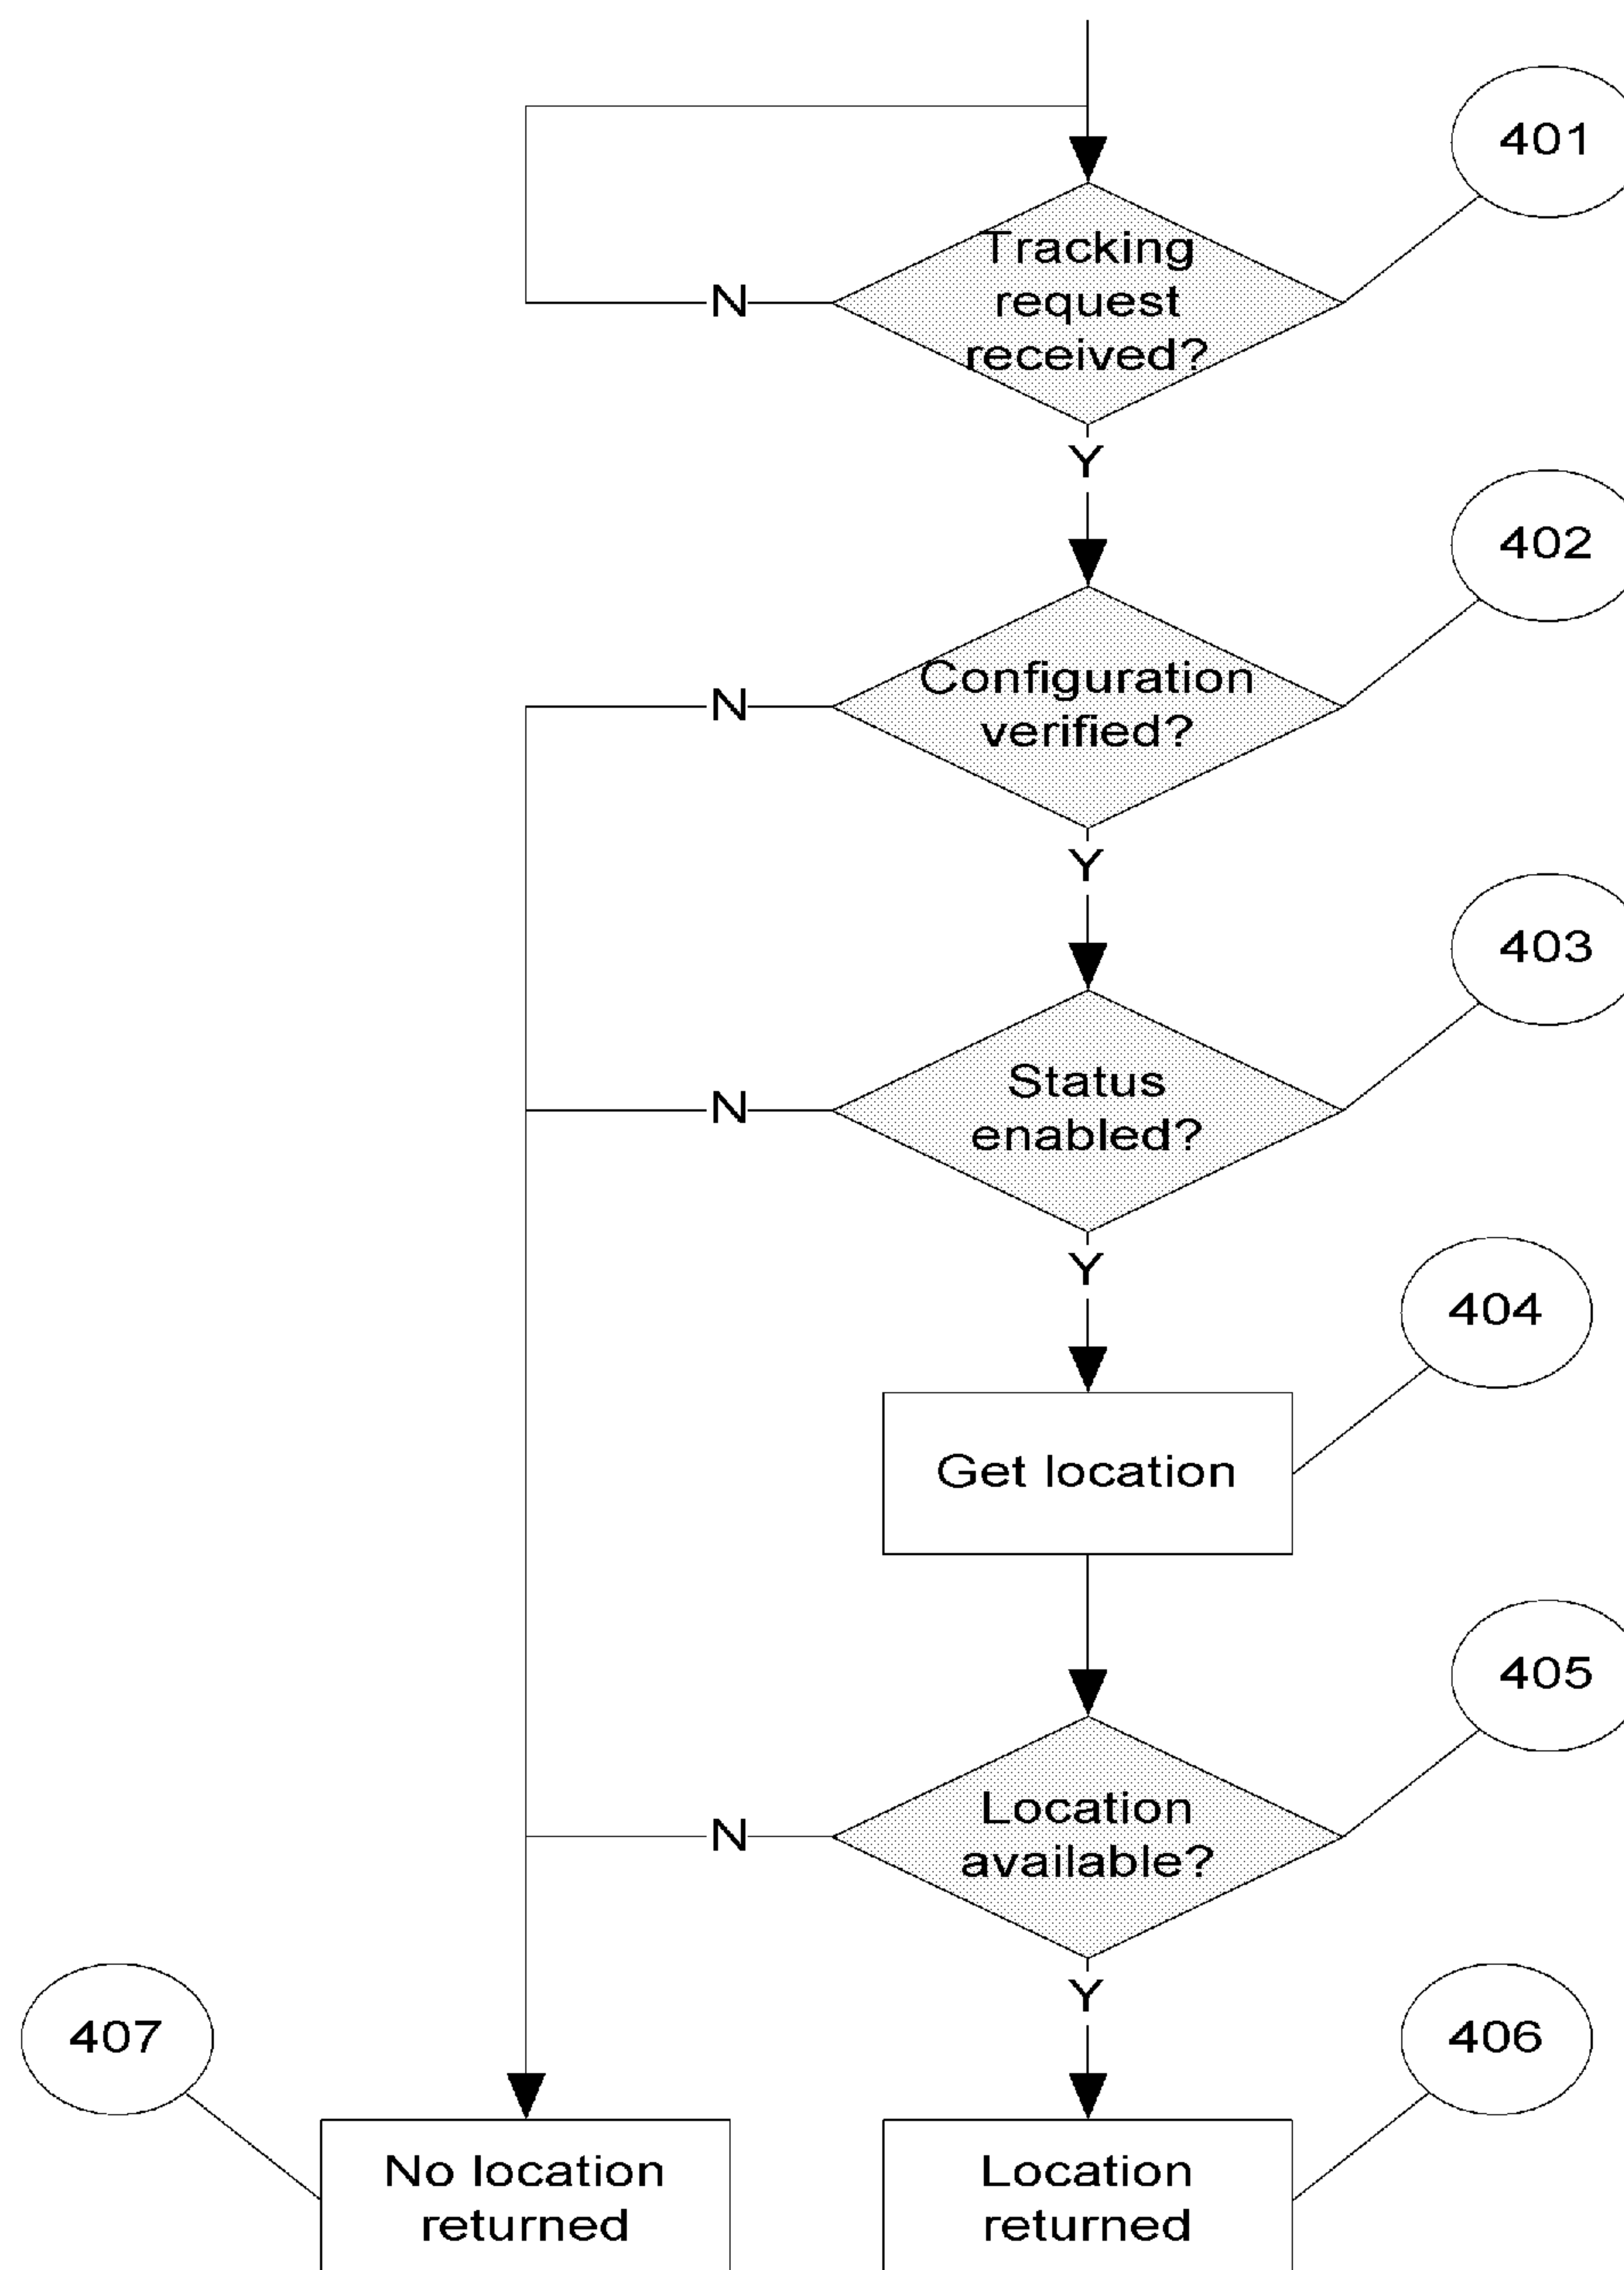 401
Tracking
request
received?
N
Y
402
Configuration
verified?
N
Y
403
Status
enabled?
N
Y
404
Get location
405
Location
available?
N
Y
407
406
No location
returned
Location
returned